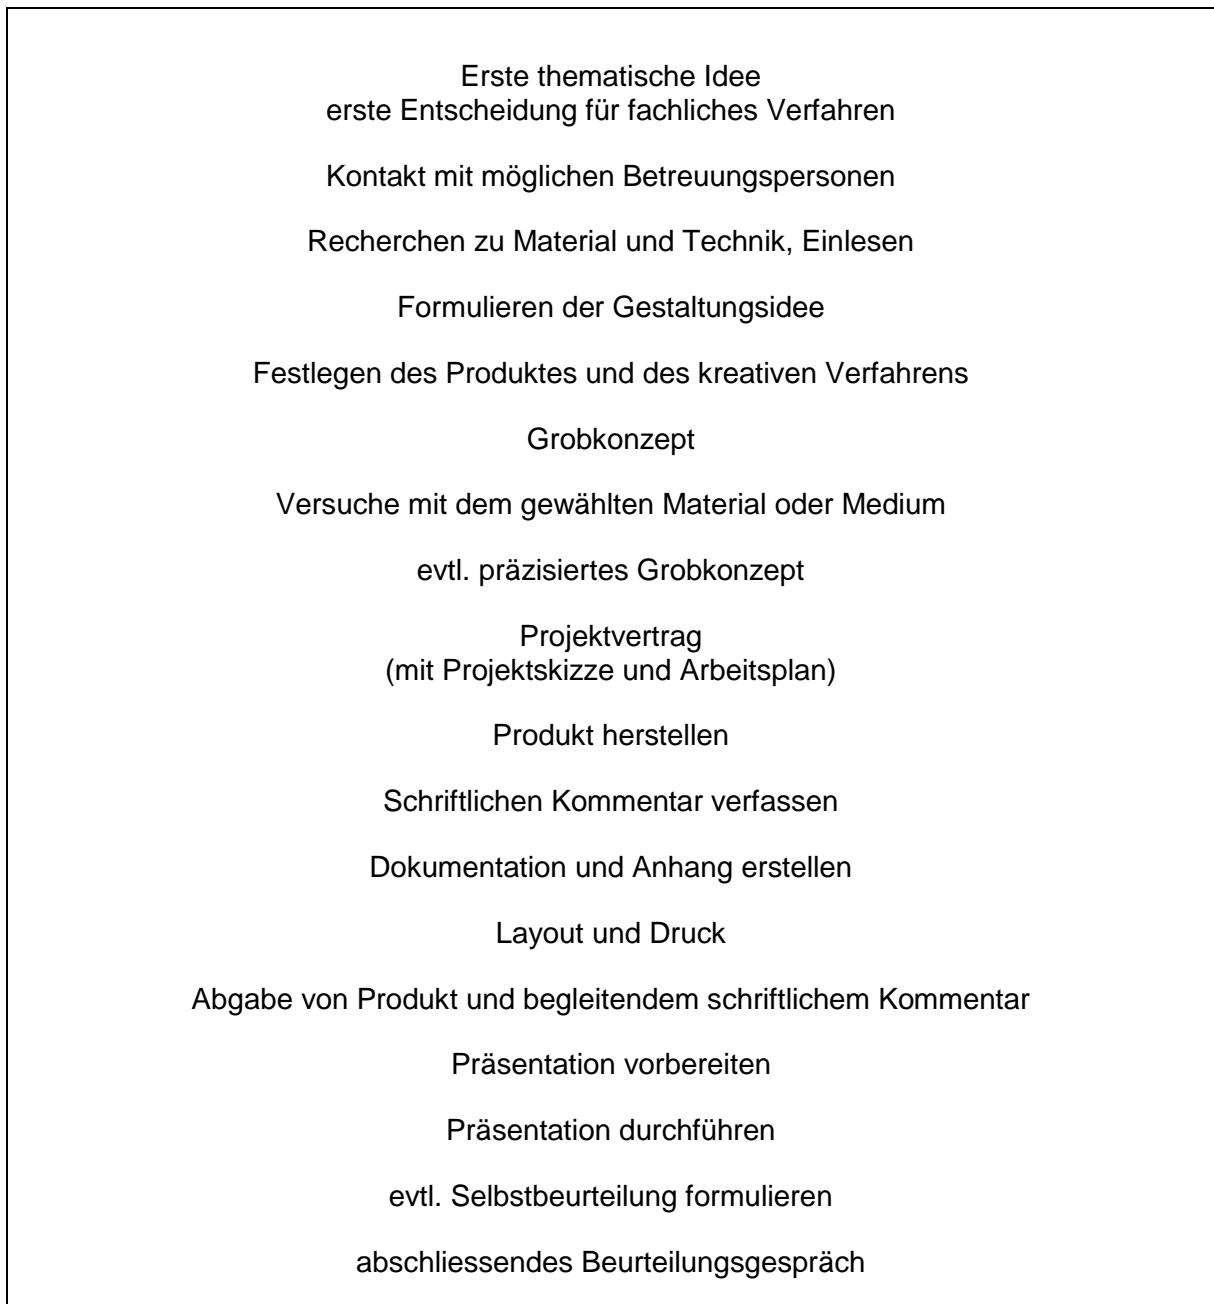 Erste thematische Idee
erste Entscheidung für fachliches Verfahren
Kontakt mit möglichen Betreuungspersonen
Recherchen zu Material und Technik, Einlesen
Formulieren der Gestaltungsidee
Festlegen des Produktes und des kreativen Verfahrens
Grobkonzept
Versuche mit dem gewählten Material oder Medium
evtl. präzisiertes Grobkonzept
Projektvertrag
(mit Projektskizze und Arbeitsplan)
Produkt herstellen
Schriftlichen Kommentar verfassen
Dokumentation und Anhang erstellen
Layout und Druck
Abgabe von Produkt und begleitendem schriftlichem Kommentar
Präsentation vorbereiten
Präsentation durchführen
evtl. Selbstbeurteilung formulieren
abschliessendes Beurteilungsgespräch